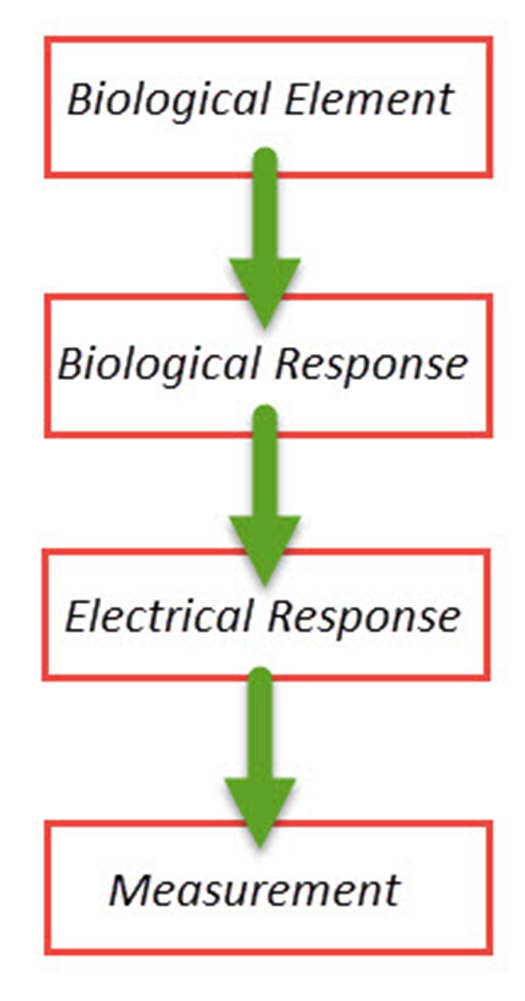 Biological Element
Biological Response
Electrical Response
Measurement